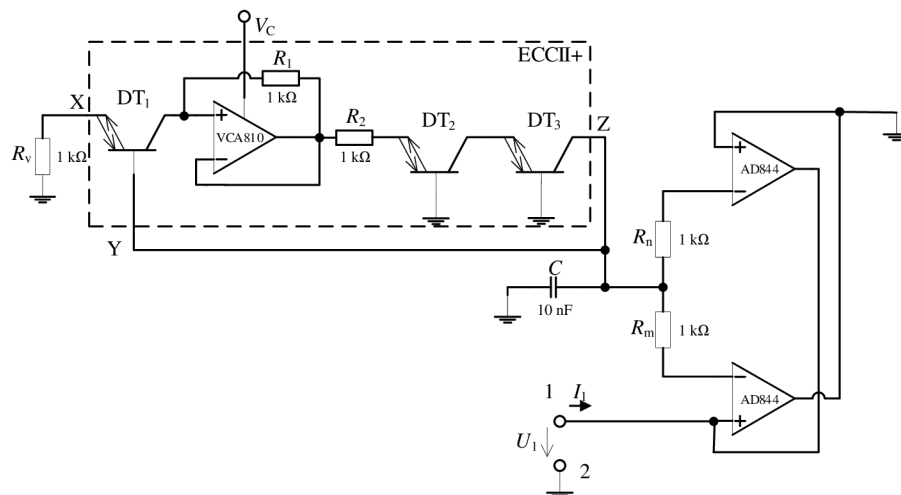 V_C
ECCII+
R_1
1 kΩ
X
DT_1
VCA810
R_2
1 kΩ
DT_2
DT_3
Z
R_v
1 kΩ
Y
AD844
R_n
1 kΩ
C
10 nF
R_m
1 kΩ
AD844
1
I_1
U_1
2
+
−
+
−
−
+